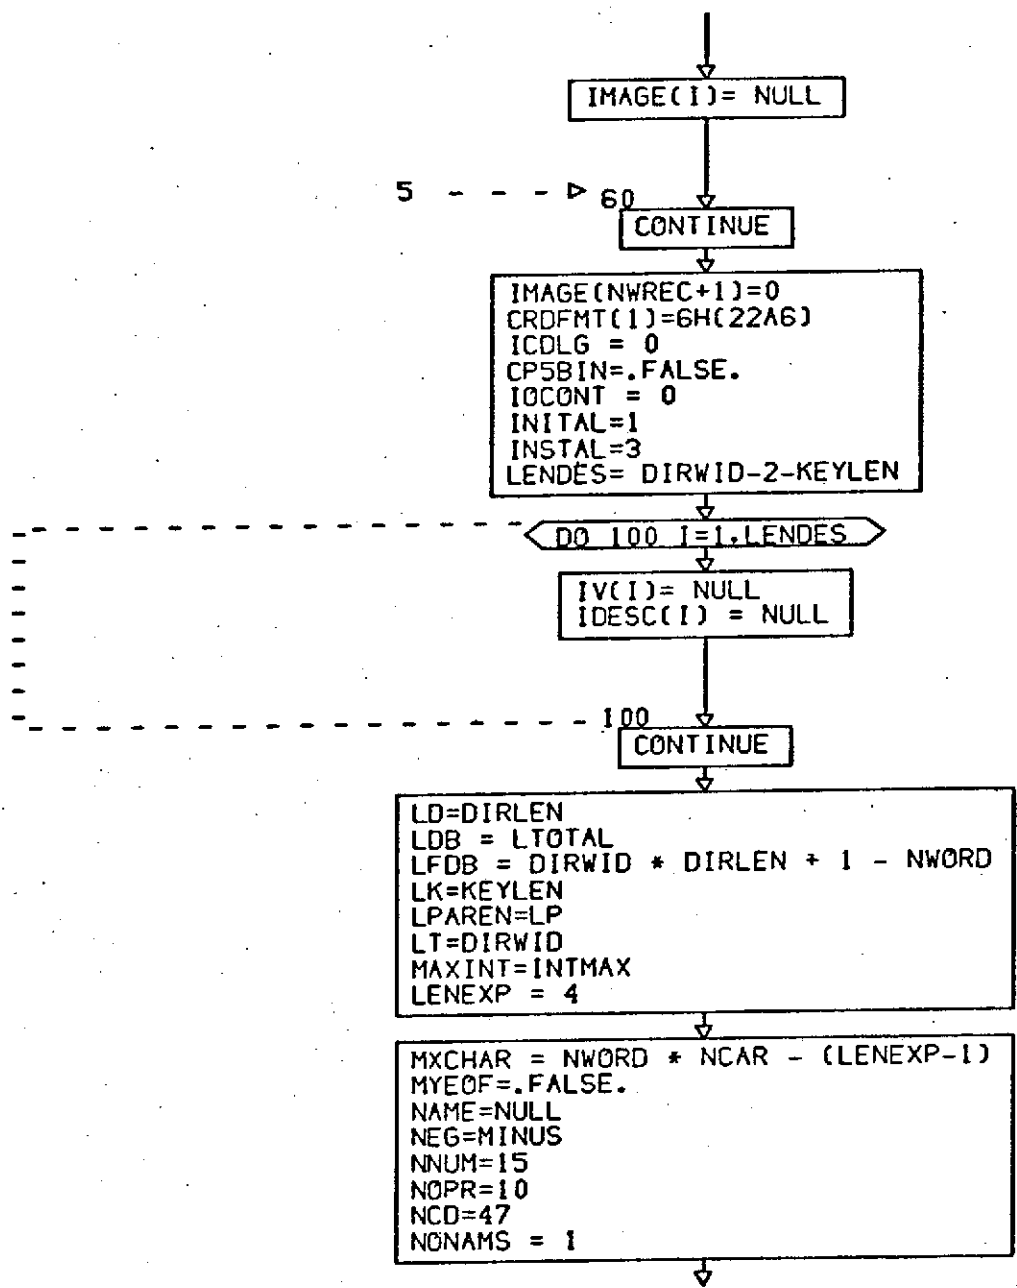 IMAGE(I)= NULL
5 - - - ▷ 60
CONTINUE
IMAGE(NWREC+1)=0
CRDFMT(1)=6H(22A6)
ICDLG = 0
CP5BIN=.FALSE.
IOCONT = 0
INITAL=1
INSTAL=3
LENDES= DIRWID-2-KEYLEN
DO 100 I=1,LENDES
IV(I)= NULL
IDESC(I) = NULL
100
CONTINUE
LD=DIRLEN
LDB = LTOTAL
LFDB = DIRWID * DIRLEN + 1 - NWORD
LK=KEYLEN
LPAREN=LP
LT=DIRWID
MAXINT=INTMAX
LENEXP = 4
MXCHAR = NWORD * NCAR - (LENEXP-1)
MYEOF=.FALSE.
NAME=NULL
NEG=MINUS
NNUM=15
NOPR=10
NCD=47
NONAMS = 1